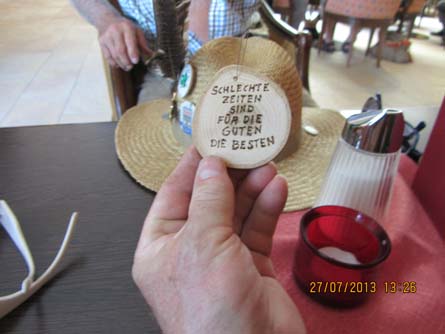 SCHLECHTE
ZEITEN
SIND
FÜR DIE
GUTEN
DIE BESTEN
27/07/2013 13:26